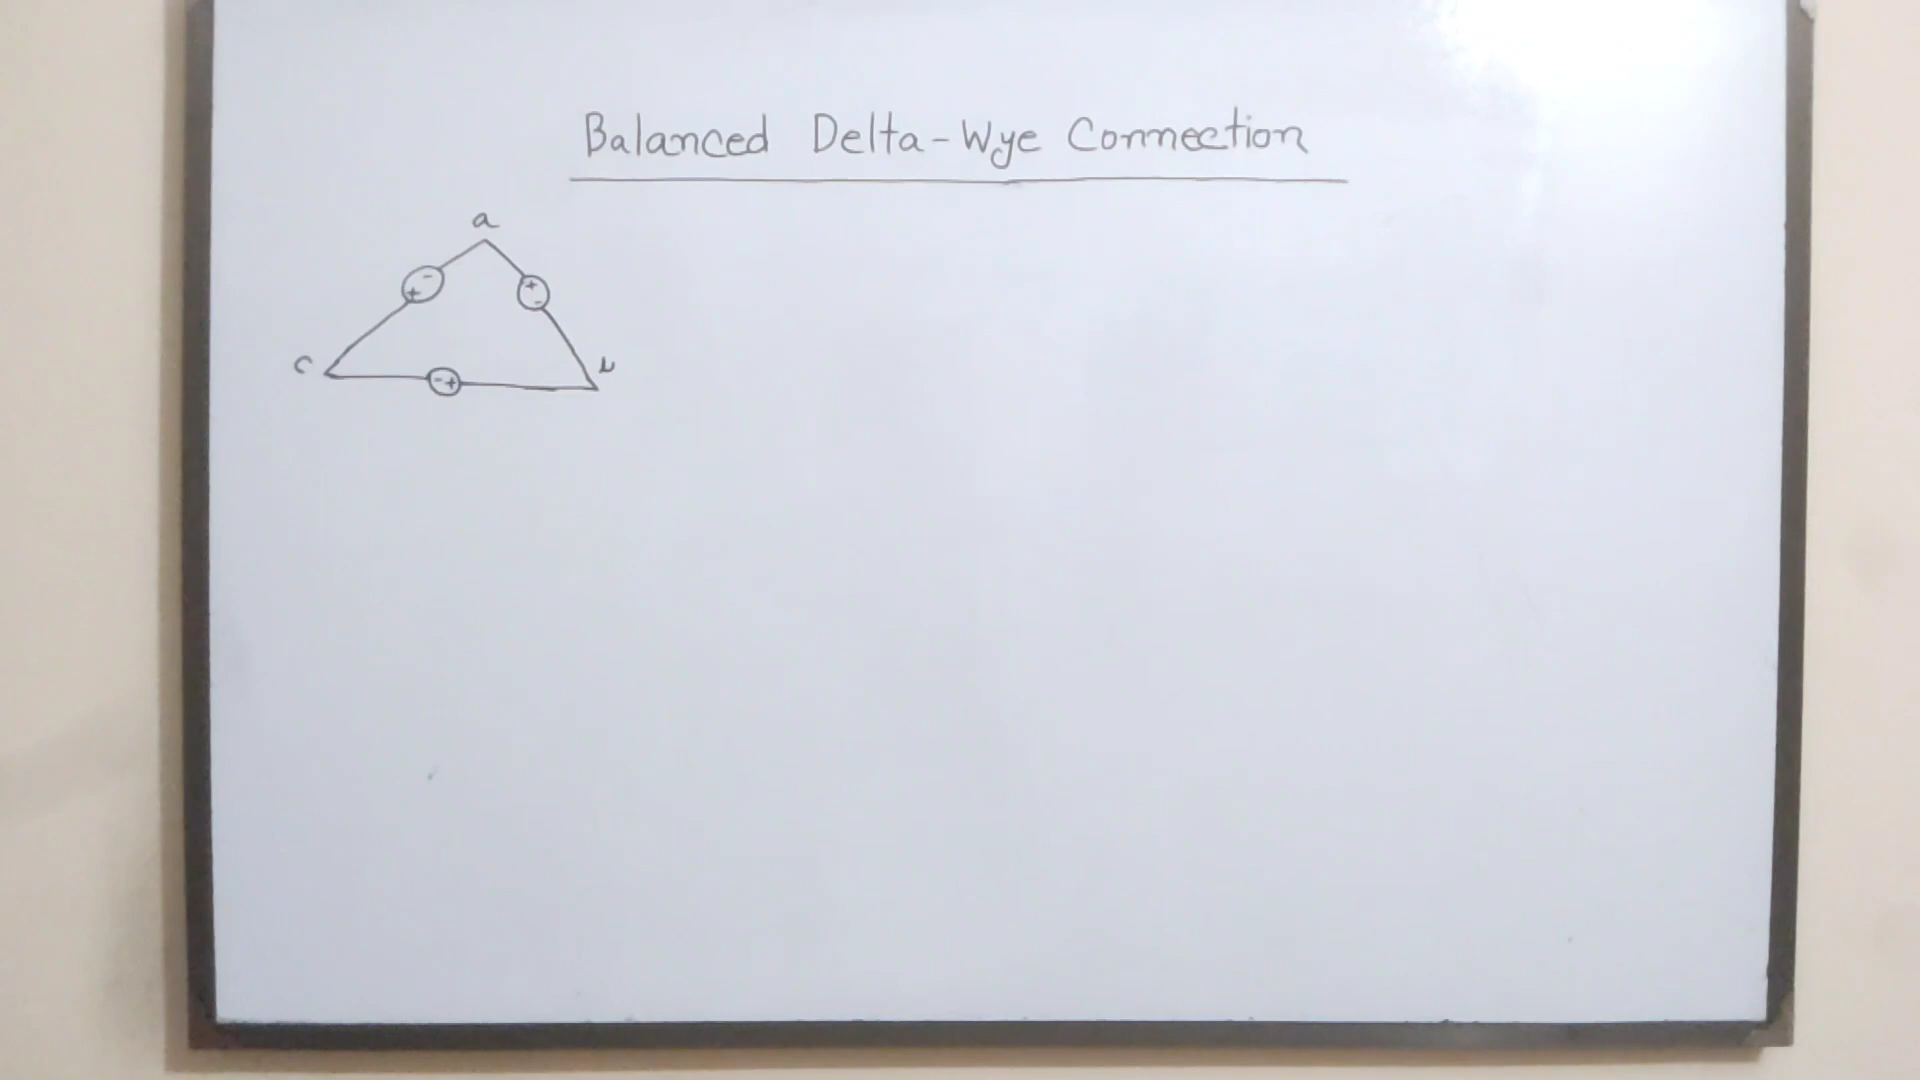 Balanced Delta-Wye Connection
a
- +
+ -
c
- +